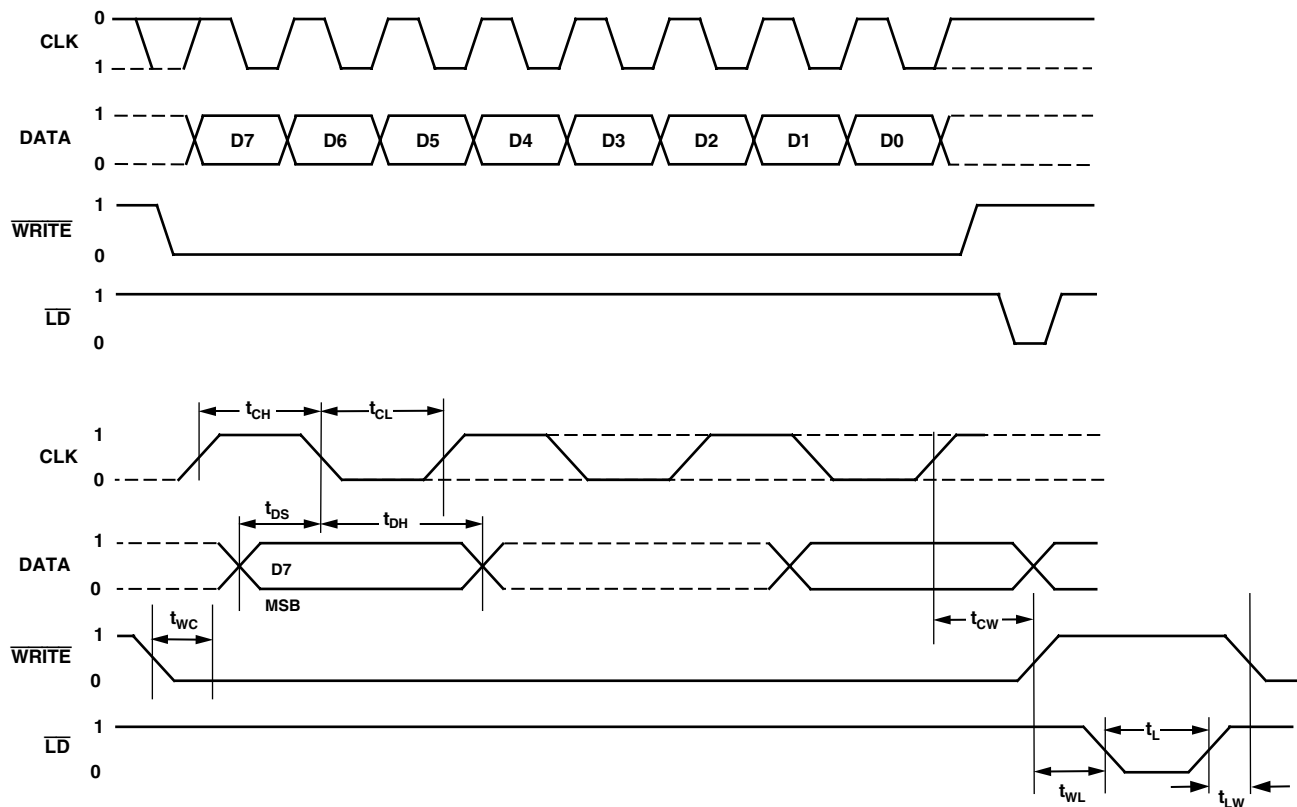 0
CLK
1
1
DATA
D7 D6 D5 D4 D3 D2 D1 D0
0
1
WRITE
0
1
LD
0
tCH tCL
1
CLK
0
tDS tDH
1
DATA
D7
0
MSB
tWC tCW
1
WRITE
0
1
tL
LD
0
tWL tLW